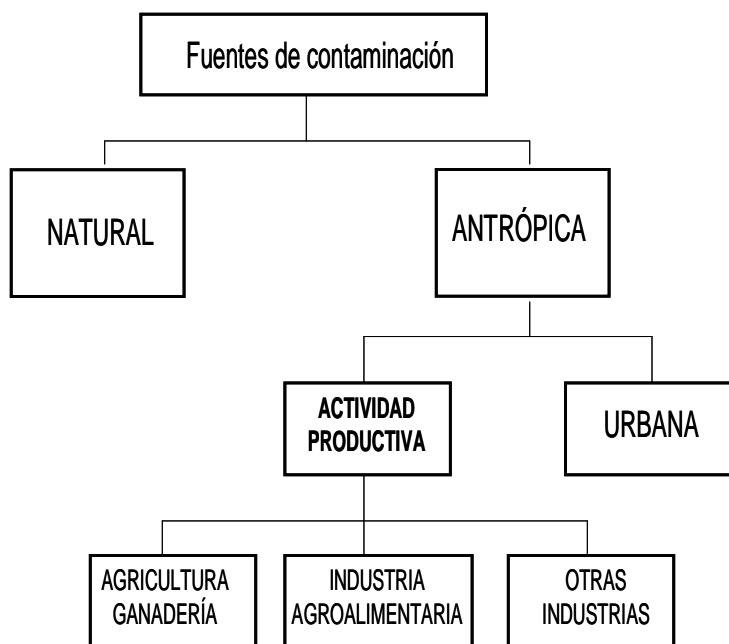 Fuentes de contaminación
NATURAL
ANTRÓPICA
ACTIVIDAD
PRODUCTIVA
URBANA
AGRICULTURA
GANADERÍA
INDUSTRIA
AGROALIMENTARIA
OTRAS
INDUSTRIAS